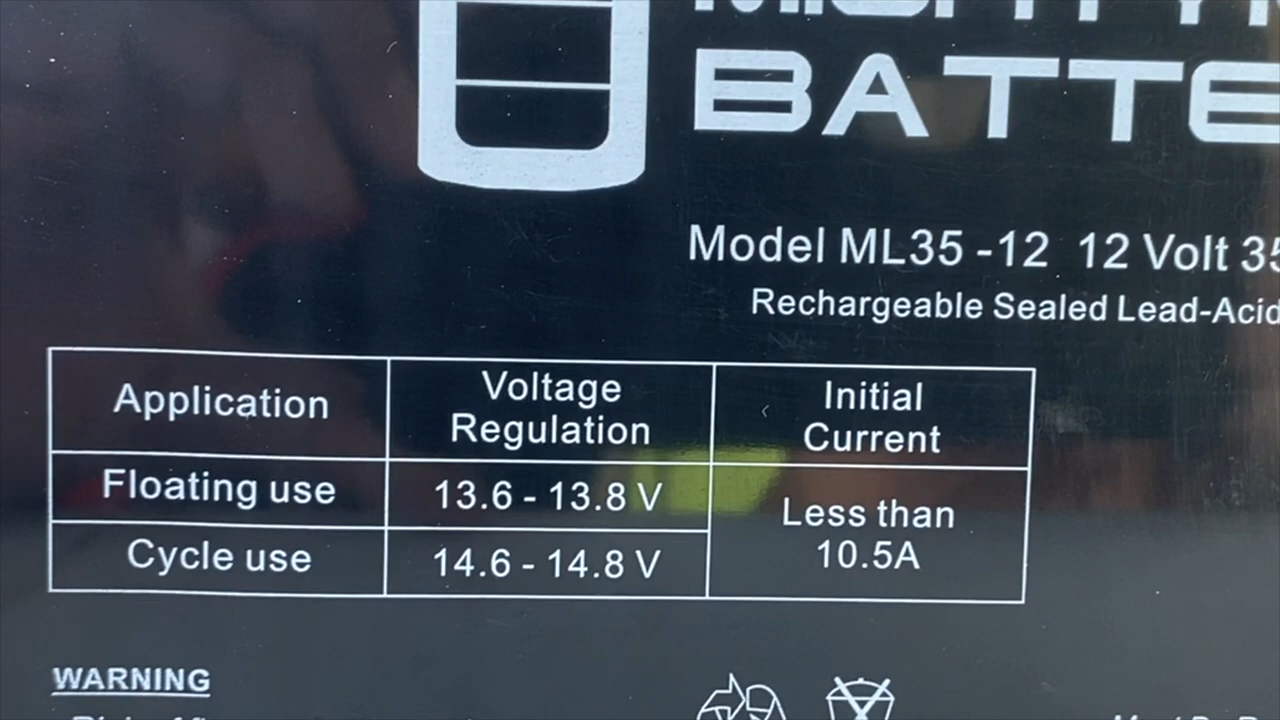 BATTE
Model ML35 -12 12 Volt 35
Rechargeable Sealed Lead-Acid
Application
Voltage
Regulation
Initial
Current
Floating use
13.6 - 13.8 V
Less than
10.5A
Cycle use
14.6 - 14.8 V
WARNING